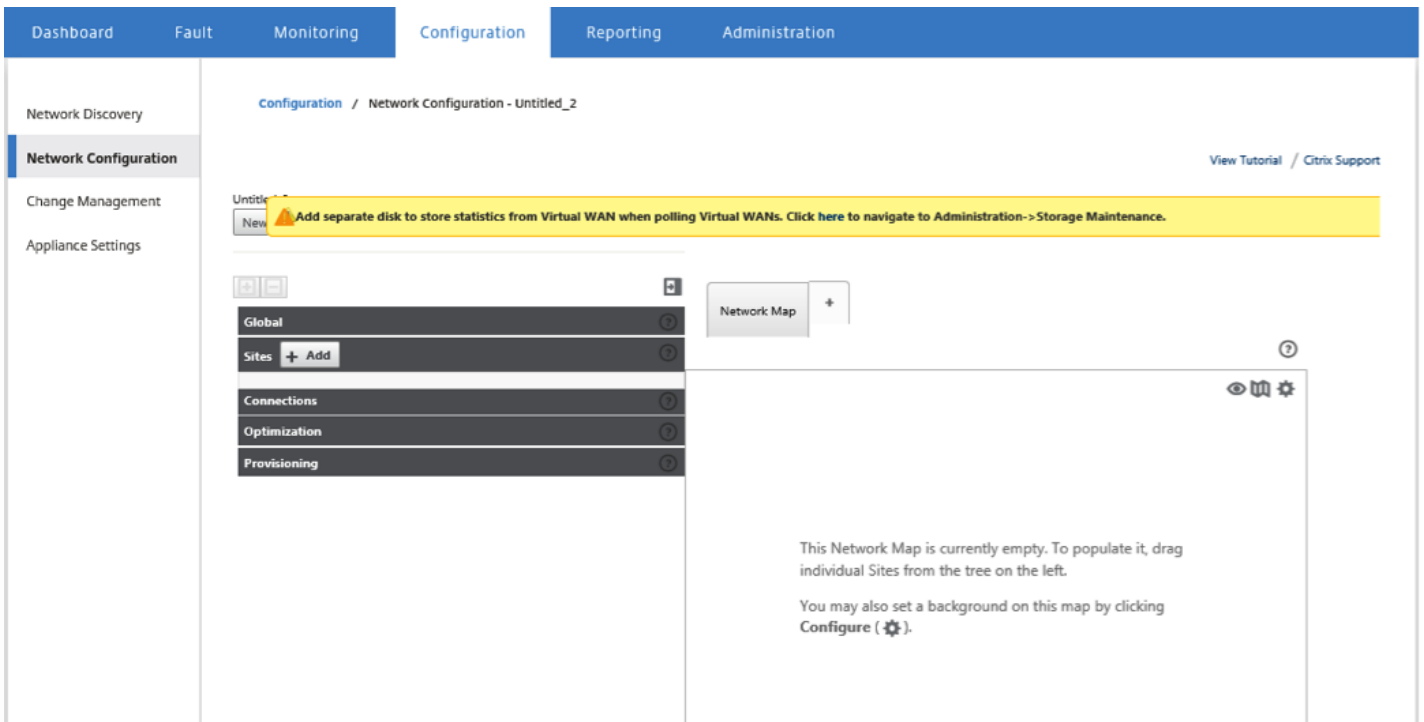 Dashboard Fault Monitoring Configuration Reporting Administration
Network Discovery
Network Configuration
Change Management
Appliance Settings
Configuration / Network Configuration - Untitled_2
View Tutorial / Citrix Support
New
Add separate disk to store statistics from Virtual WAN when polling Virtual WANs. Click here to navigate to Administration->Storage Maintenance.
Global
Sites + Add
Connections
Optimization
Provisioning
Network Map +
This Network Map is currently empty. To populate it, drag
individual Sites from the tree on the left.
You may also set a background on this map by clicking
Configure ( ).